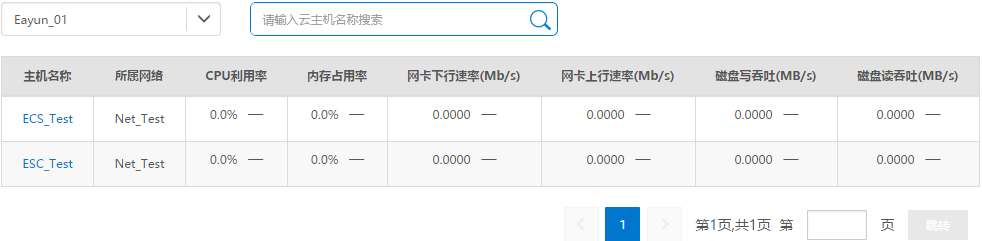 Eayun_01 请输入云主机名称搜索
主机名称 所属网络 CPU利用率 内存占用率 网卡下行速率(Mb/s) 网卡上行速率(Mb/s) 磁盘写吞吐(MB/s) 磁盘读吞吐(MB/s)
ECS_Test Net_Test 0.0% — 0.0% — 0.0000 — 0.0000 — 0.0000 — 0.0000 —
ESC_Test Net_Test 0.0% — 0.0% — 0.0000 — 0.0000 — 0.0000 — 0.0000 —
1 第1页,共1页 第 页 跳转